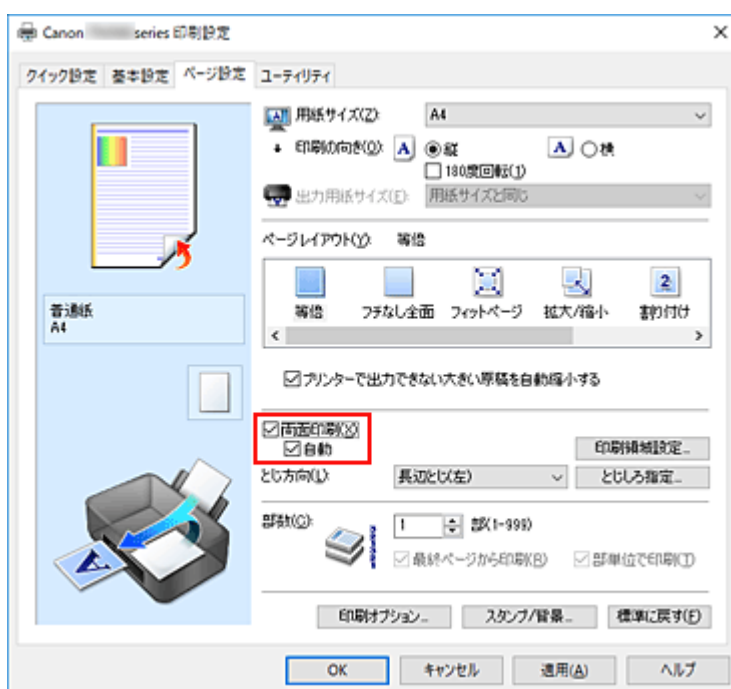 Canon series 印刷設定
クイック設定 基本設定 ページ設定 ユーティリティ
用紙サイズ(Z): A4
印刷の向き(O): A 縦 A 横
180度回転(1)
出力用紙サイズ(E): 用紙サイズと同じ
ページレイアウト(Y): 等倍
2
等倍 フチなし全面 フィットページ 拡大/縮小 割り付け
普通紙
A4
プリンターで出力できない大きい原稿を自動縮小する
両面印刷(X)
自動
印刷領域設定...
とじ方向(L): 長辺とじ(左) とじしろ指定...
部数(C): 1 部(1-999)
最終ページから印刷(R) 部単位で印刷(T)
A
印刷オプション... スタンプ/背景... 標準に戻す(F)
OK キャンセル 適用(A) ヘルプ